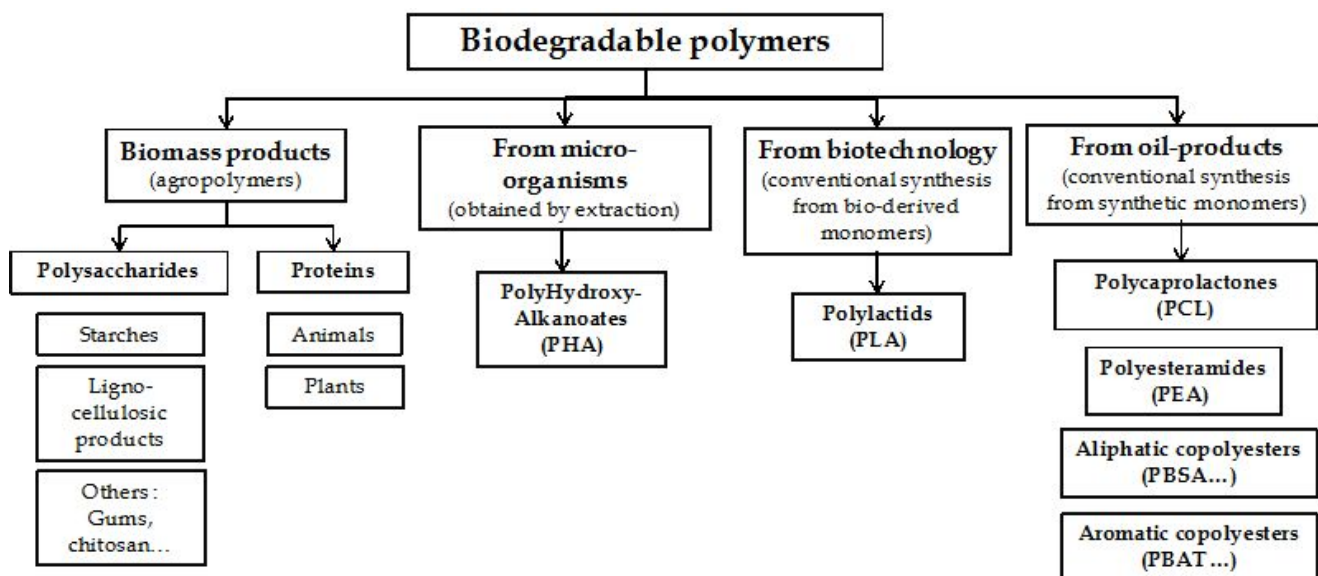 Biodegradable polymers
Biomass products
(agropolymers)
From micro-
organisms
(obtained by extraction)
From biotechnology
(conventional synthesis
from bio-derived
monomers)
From oil-products
(conventional synthesis
from synthetic monomers)
Polysaccharides
Proteins
PolyHydroxy-
Alkanoates
(PHA)
Polylactids
(PLA)
Polycaprolactones
(PCL)
Starches
Animals
Ligno-
cellulosic
products
Plants
Polyesteramides
(PEA)
Others :
Gums,
chitosan…
Aliphatic copolyesters
(PBSA…)
Aromatic copolyesters
(PBAT…)